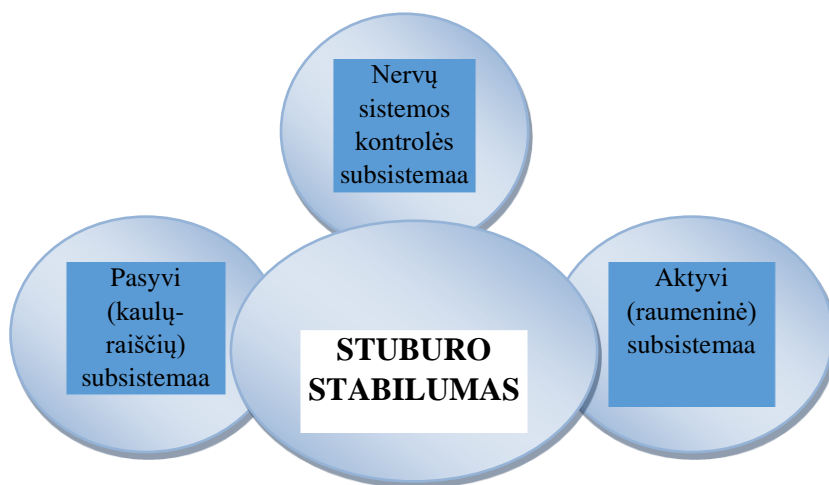 Nervų
sistemos
kontrolės
subsistemaa
Pasyvi
(kaulų-
raiščių)
subsistemaa
Aktyvi
(raumeninė)
subsistemaa
STUBURO
STABILUMAS